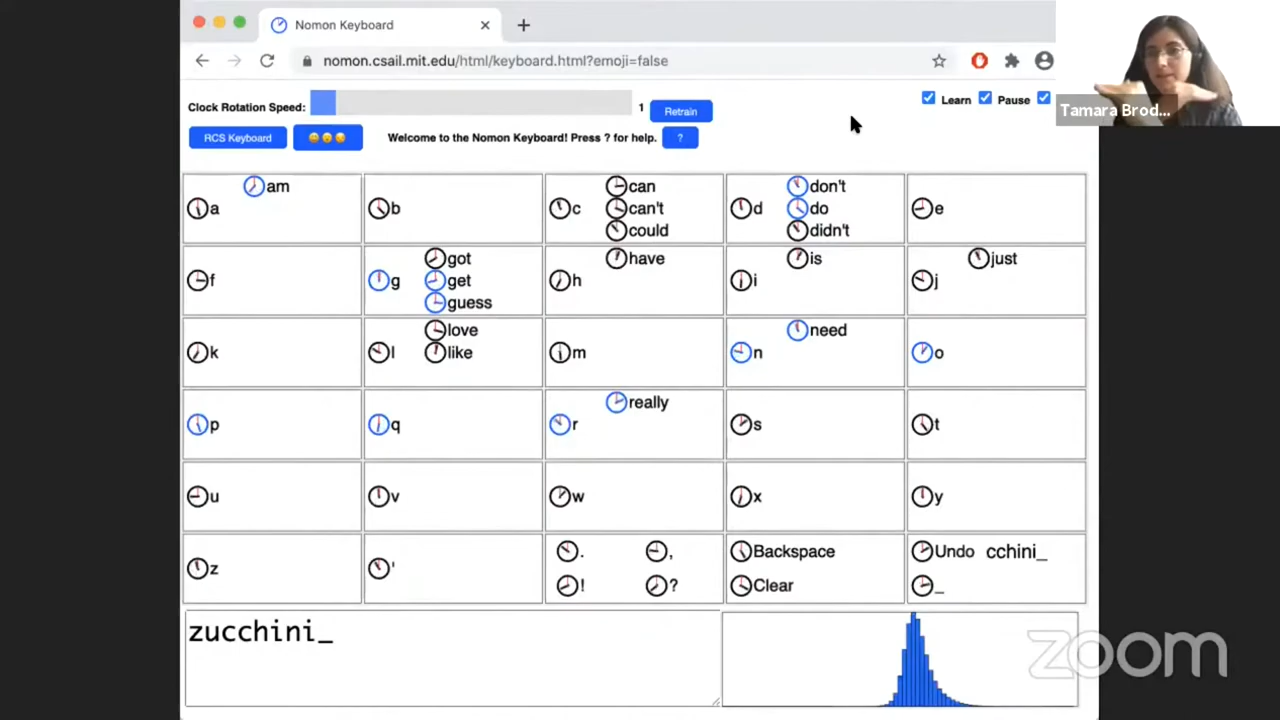 Nomon Keyboard
nomon.csail.mit.edu/html/keyboard.html?emoji=false
Clock Rotation Speed: 1 Retrain Learn Pause
Tamara Brod...
RCS Keyboard Welcome to the Nomon Keyboard! Press ? for help. ?
am can don't
a b c can't d do e
could didn't
got have is just
f g get h i j
guess
love need
k l like m n o
really
p q r s t
u v w x y
z ' . , Backspace Undo cchini_
! ? Clear _
zucchini_
zoom